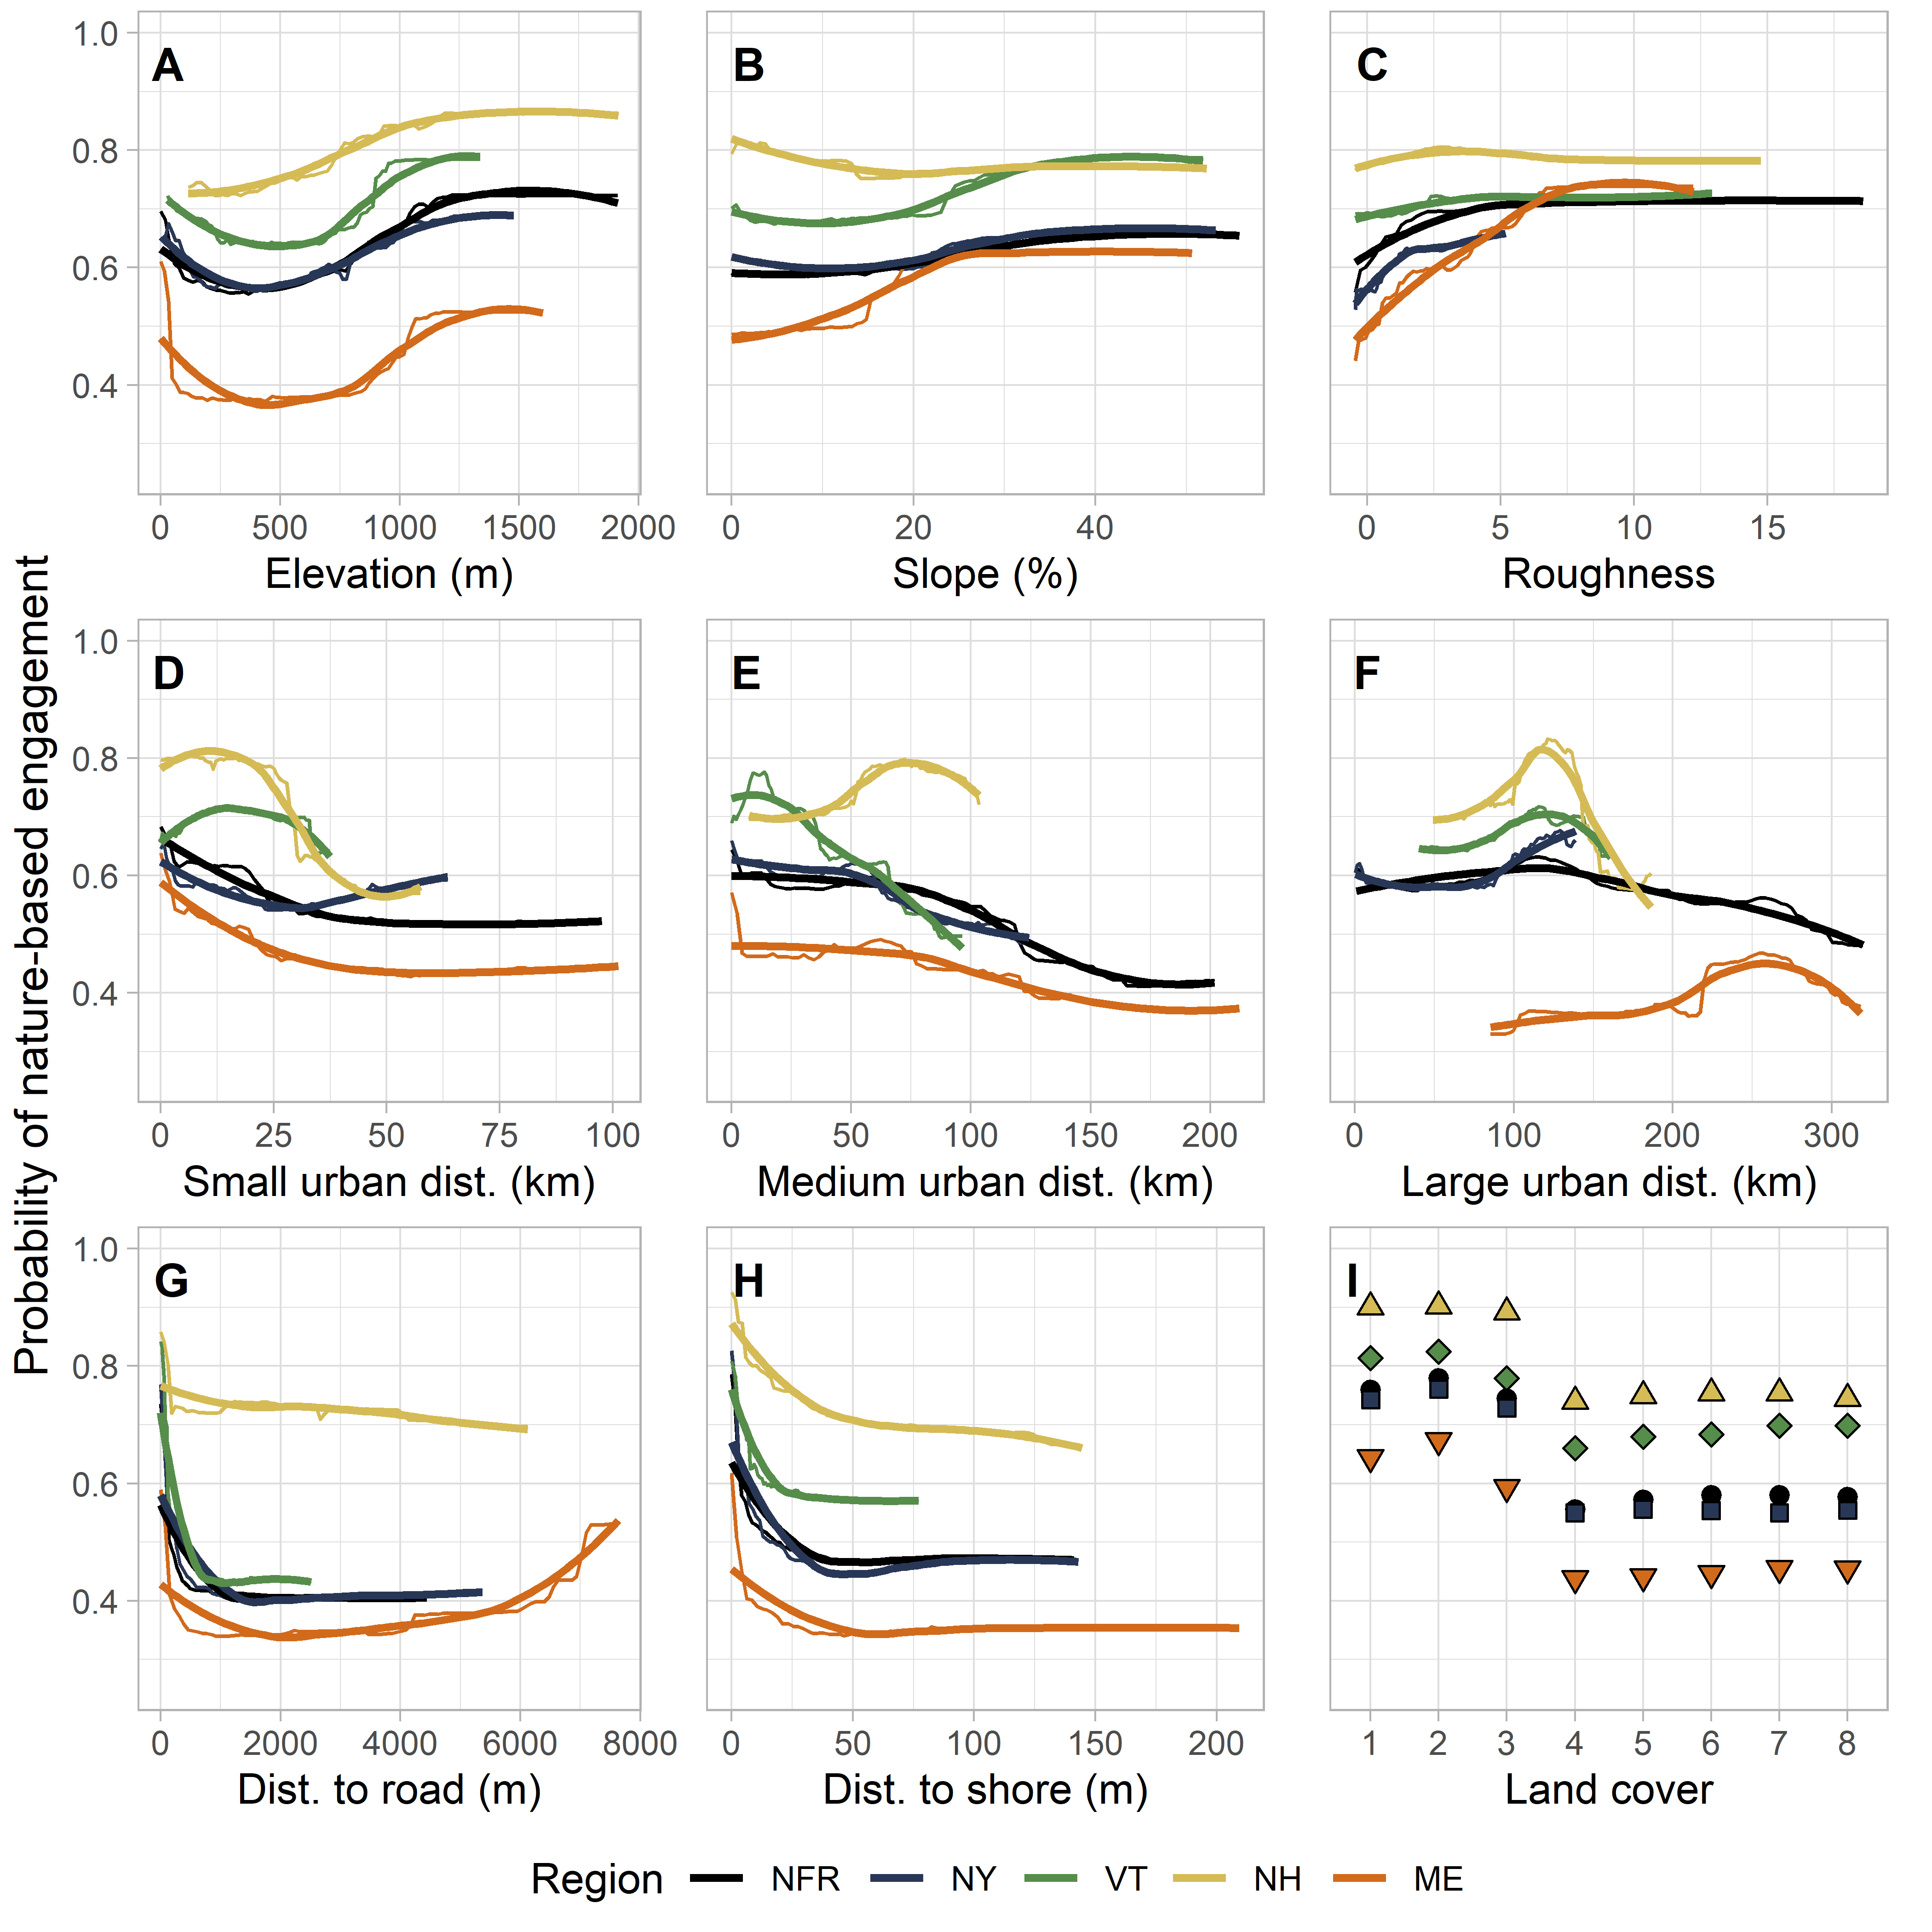 Probability of nature-based engagement
A
B
C
1.0
0.8
0.6
0.4
0 500 1000 1500 2000
0 20 40
0 5 10 15
Elevation (m)
Slope (%)
Roughness
D
E
F
1.0
0.8
0.6
0.4
0 25 50 75 100
0 50 100 150 200
0 100 200 300
Small urban dist. (km)
Medium urban dist. (km)
Large urban dist. (km)
G
H
I
1.0
0.8
0.6
0.4
0 2000 4000 6000 8000
0 50 100 150 200
1 2 3 4 5 6 7 8
Dist. to road (m)
Dist. to shore (m)
Land cover
Region NFR NY VT NH ME